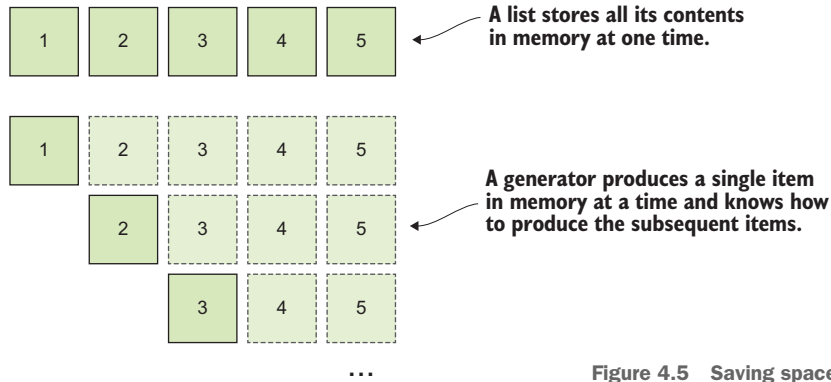 1 2 3 4 5
A list stores all its contents
in memory at one time.
1 2 3 4 5
2 3 4 5
A generator produces a single item
in memory at a time and knows how
to produce the subsequent items.
3 4 5
...
Figure 4.5 Saving space